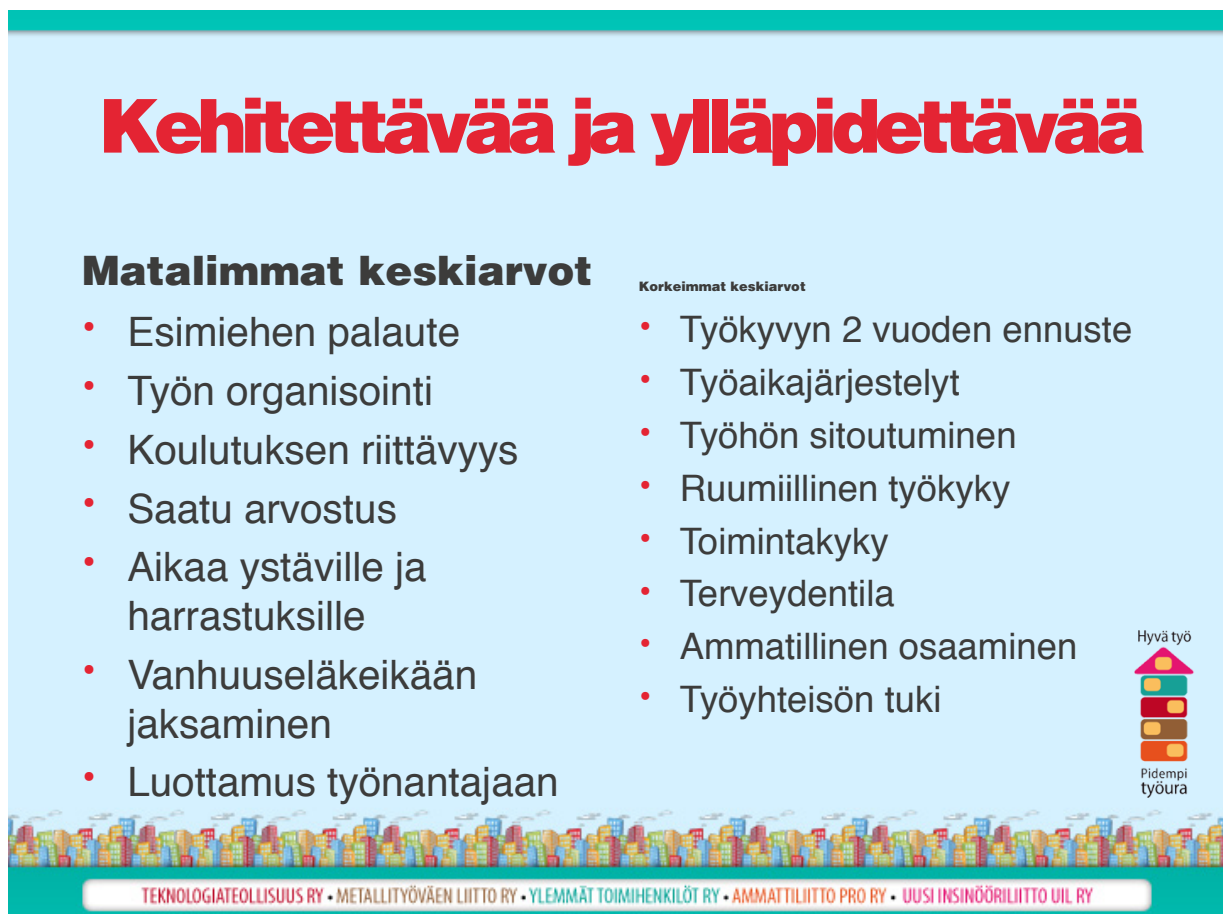 Kehitettävää ja ylläpidettävää
Matalimmat keskiarvot
Esimiehen palaute
Työn organisointi
Koulutuksen riittävyys
Saatu arvostus
Aikaa ystäville ja
harrastuksille
Vanhuuseläkeikään
jaksaminen
Luottamus työnantajaan
Korkeimmat keskiarvot
Työkyvyn 2 vuoden ennuste
Työaikajärjestelyt
Työhön sitoutuminen
Ruumiillinen työkyky
Toimintakyky
Terveydentila
Ammatillinen osaaminen
Työyhteisön tuki
Hyvä työ
Pidempi
työura
TEKNOLOGIATEOLLISUUS RY • METALLITYÖVÄEN LIITTO RY • YLEMMÄT TOIMIHENKILÖT RY • AMMATTILIITTO PRO RY • UUSI INSINÖÖRILIITTO UIL RY